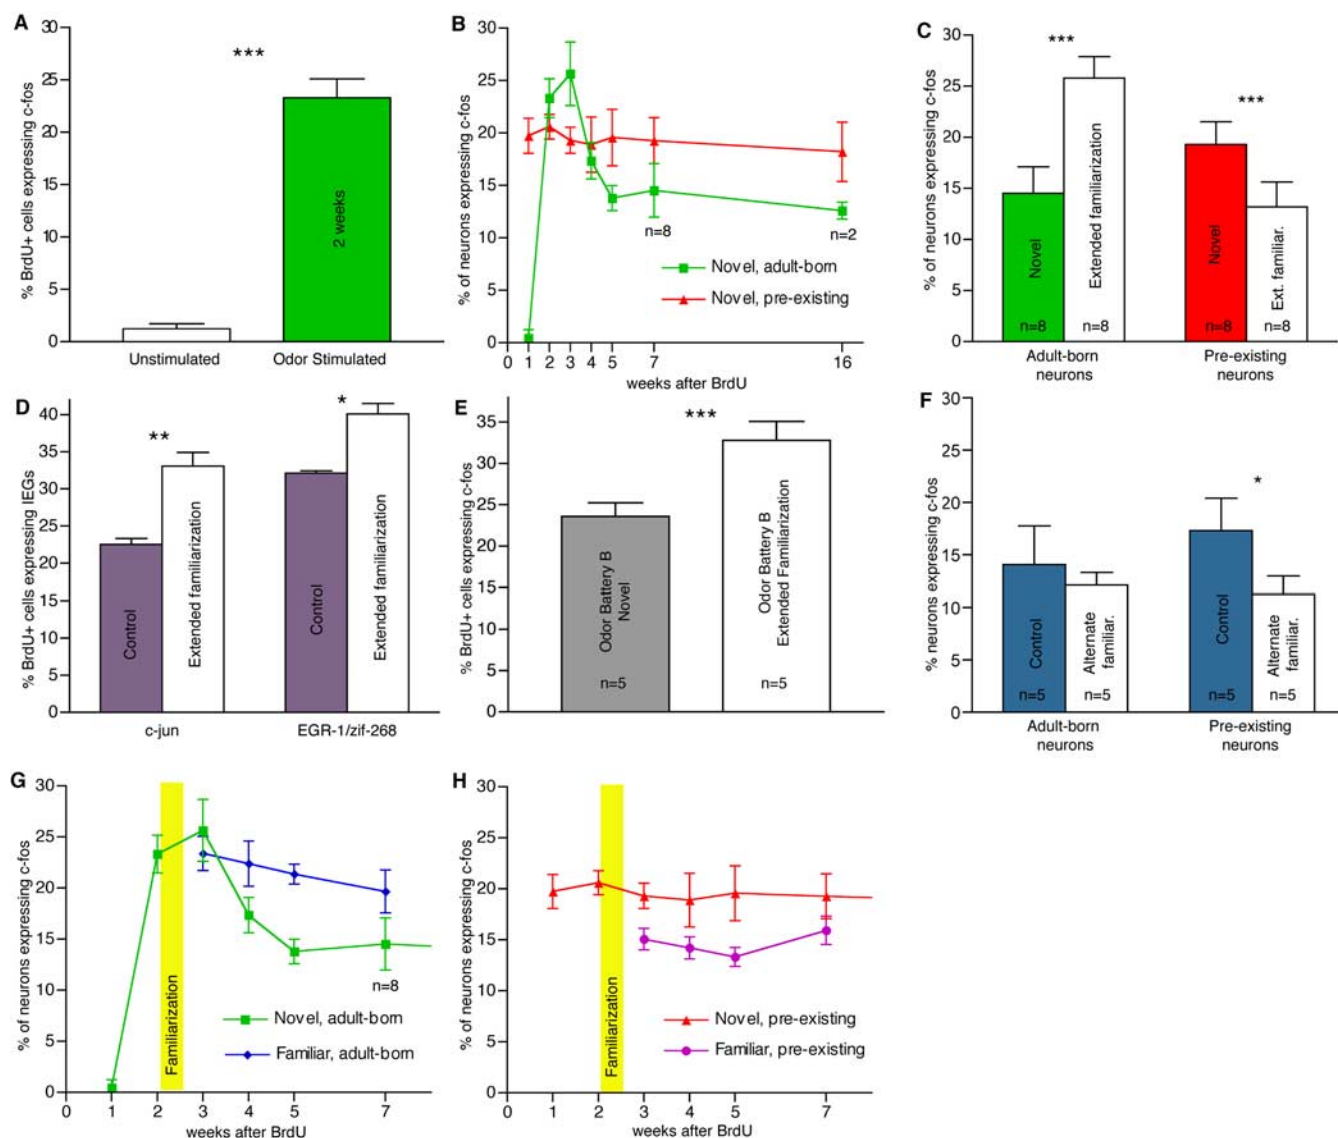 A
% BrdU+ cells expressing c-fos
30
25
20
15
10
5
0
***
2 weeks
Unstimulated
Odor Stimulated
B
% of neurons expressing c-fos
30
25
20
15
10
5
0
n=8
n=2
Novel, adult-born
Novel, pre-existing
0 1 2 3 4 5 7 16
weeks after BrdU
C
% of neurons expressing c-fos
30
25
20
15
10
5
0
***
***
Novel
n=8
Extended familiarization
n=8
Novel
n=8
Ext. familiar.
n=8
Adult-born
neurons
Pre-existing
neurons
D
% BrdU+ cells expressing IEGs
40
35
30
25
20
15
10
5
0
**
*
Control
Extended familiarization
Control
Extended familiarization
c-jun
EGR-1/zif-268
E
% BrdU+ cells expressing c-fos
35
30
25
20
15
10
5
0
***
Odor Battery B
Novel
n=5
Odor Battery B
Extended Familiarization
n=5
F
% neurons expressing c-fos
30
25
20
15
10
5
0
*
Control
n=5
Alternate
familiar.
n=5
Control
n=5
Alternate
familiar.
n=5
Adult-born
neurons
Pre-existing
neurons
G
% of neurons expressing c-fos
30
25
20
15
10
5
0
Familiarization
n=8
Novel, adult-born
Familiar, adult-born
0 1 2 3 4 5 7
weeks after BrdU
H
% of neurons expressing c-fos
30
25
20
15
10
5
0
Familiarization
Novel, pre-existing
Familiar, pre-existing
0 1 2 3 4 5 7
weeks after BrdU